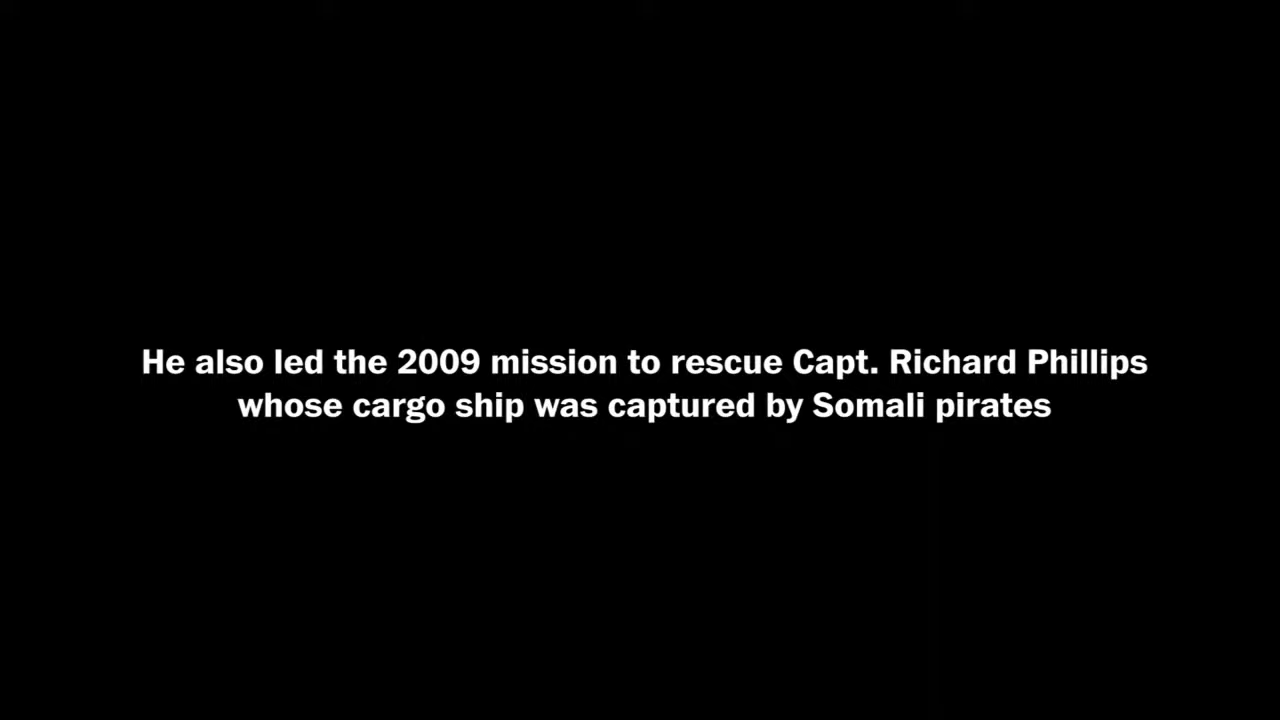 He also led the 2009 mission to rescue Capt. Richard Phillips
whose cargo ship was captured by Somali pirates